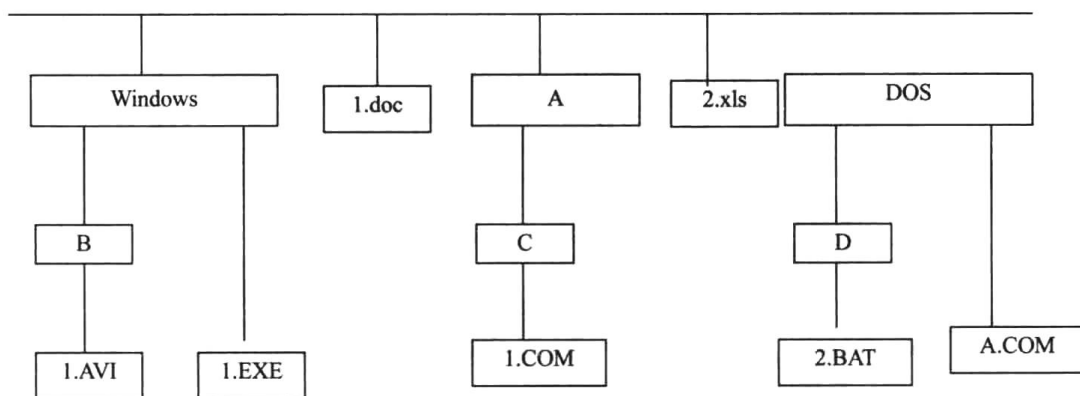 Windows
1.doc
A
2.xls
DOS
B
C
D
1.AVI
1.EXE
1.COM
2.BAT
A.COM